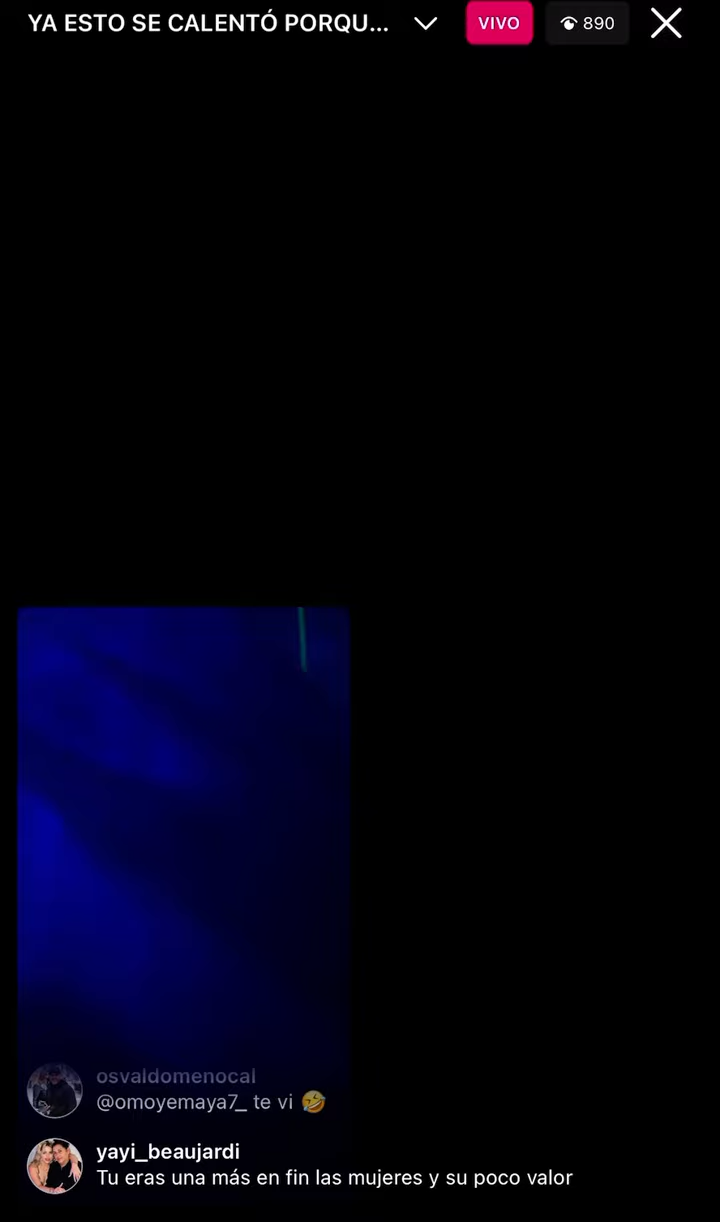 YA ESTO SE CALENTÓ PORQU...
VIVO
890
osvaldomenocal
@omoyemaya7_ te vi 🤣
yayi_beaujardi
Tu eras una más en fin las mujeres y su poco valor